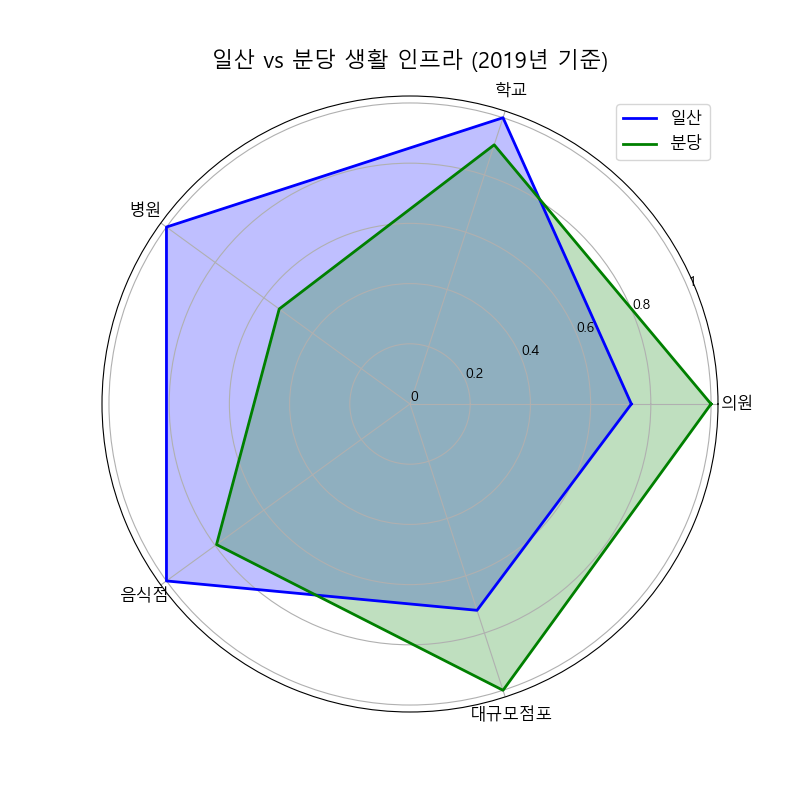 일산 vs 분당 생활 인프라 (2019년 기준)
학교
일산
분당
병원
1
0.8
0.6
0.4
0.2
0
의원
음식점
대규모점포